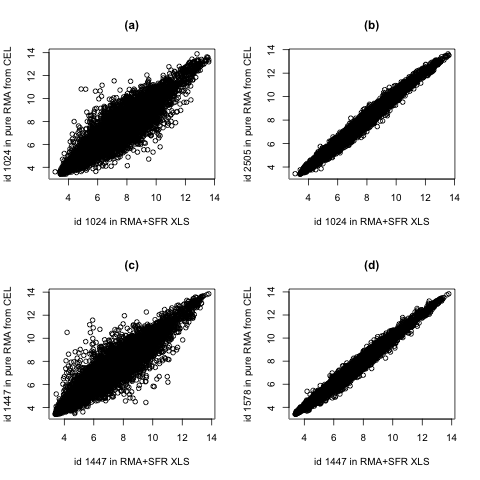 (a)
id 1024 in pure RMA from CEL
14
12
10
8
6
4
4 6 8 10 12 14
id 1024 in RMA+SFR XLS
(b)
id 2505 in pure RMA from CEL
14
12
10
8
6
4
4 6 8 10 12 14
id 1024 in RMA+SFR XLS
(c)
id 1447 in pure RMA from CEL
14
12
10
8
6
4
4 6 8 10 12 14
id 1447 in RMA+SFR XLS
(d)
id 1578 in pure RMA from CEL
14
12
10
8
6
4
4 6 8 10 12 14
id 1447 in RMA+SFR XLS